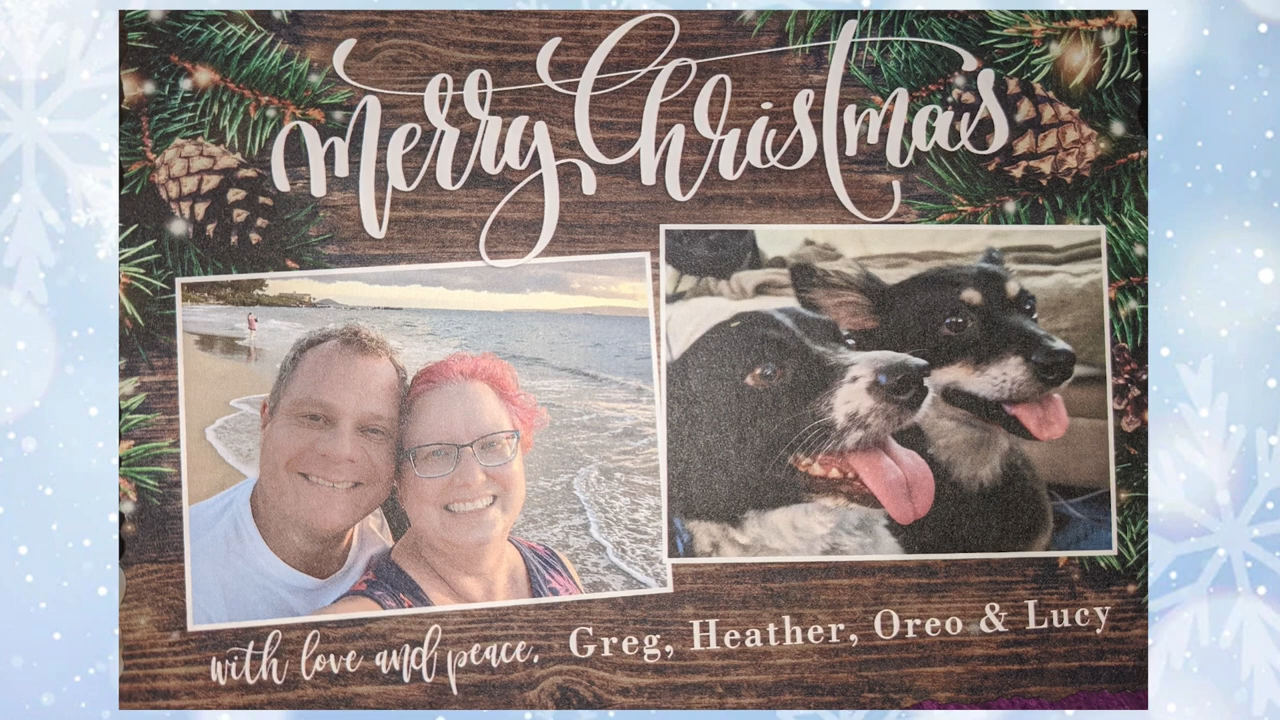 Merry Christmas
with love and peace, Greg, Heather, Oreo & Lucy